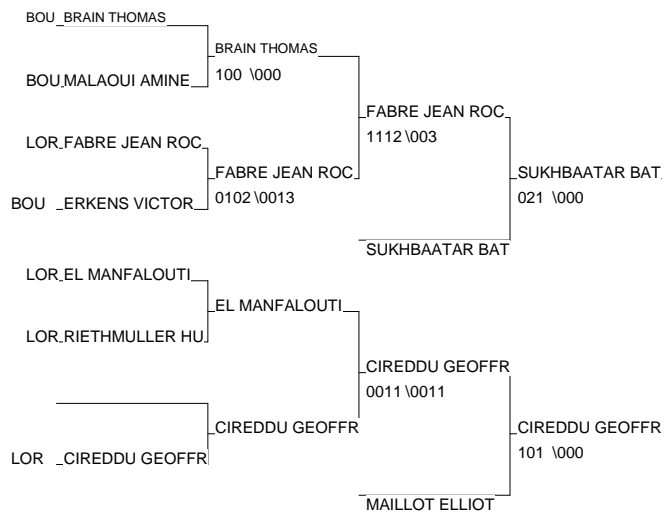 BOU BRAIN THOMAS
BRAIN THOMAS
100 \000
BOU MALAOUI AMINE
FABRE JEAN ROC
1112 \003
LOR FABRE JEAN ROC
FABRE JEAN ROC
0102 \0013
SUKHBAATAR BAT
021 \000
BOU ERKENS VICTOR
SUKHBAATAR BAT
LOR EL MANFALOUTI
EL MANFALOUTI
LOR RIETHMULLER HU
CIREDDU GEOFFR
0011 \0011
CIREDDU GEOFFR
CIREDDU GEOFFR
101 \000
LOR CIREDDU GEOFFR
MAILLOT ELLIOT